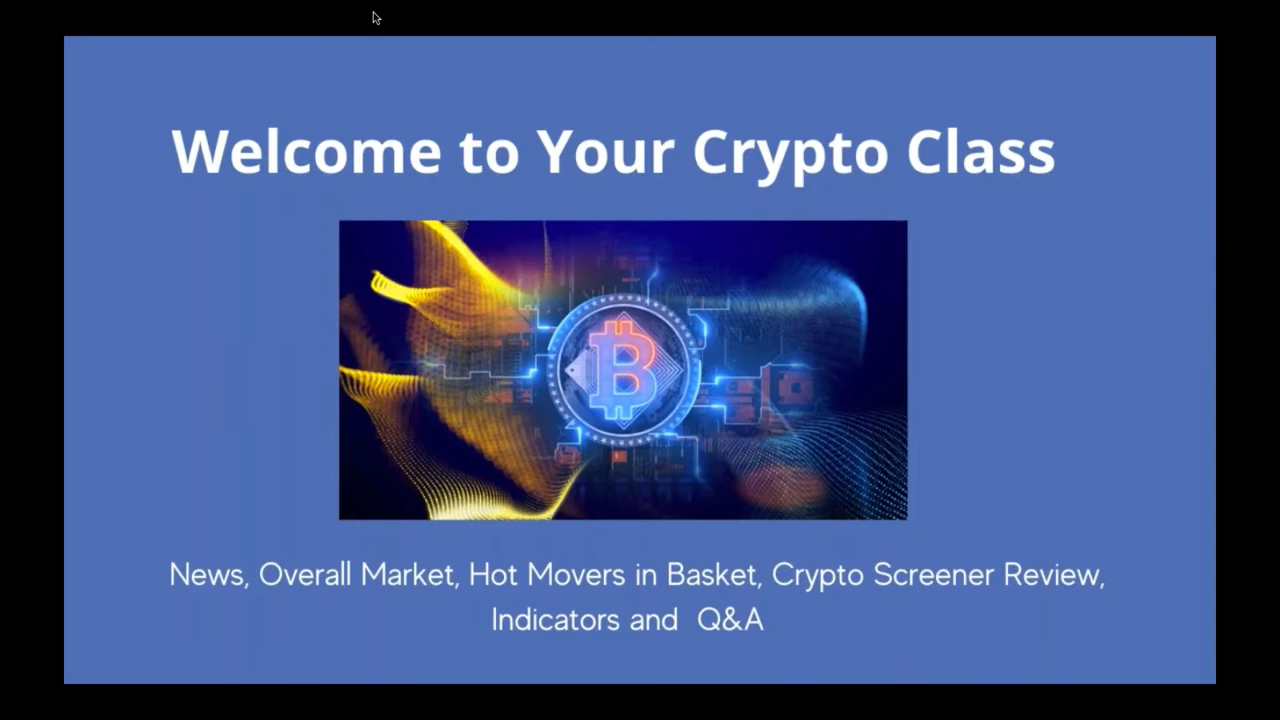 Welcome to Your Crypto Class
News, Overall Market, Hot Movers in Basket, Crypto Screener Review,
Indicators and  Q&A